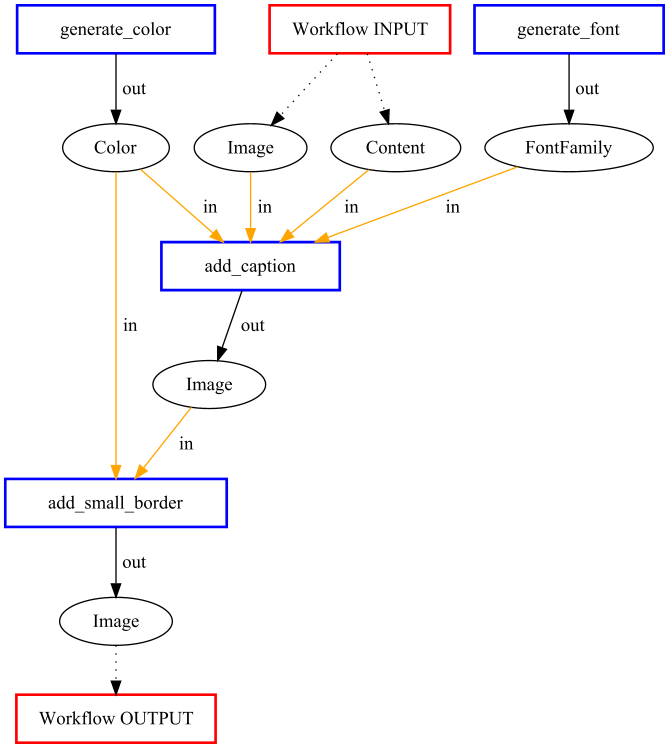 generate_color
Workflow INPUT
generate_font
out
out
Color
Image
Content
FontFamily
in
in
in
in
add_caption
in
out
Image
in
add_small_border
out
Image
Workflow OUTPUT